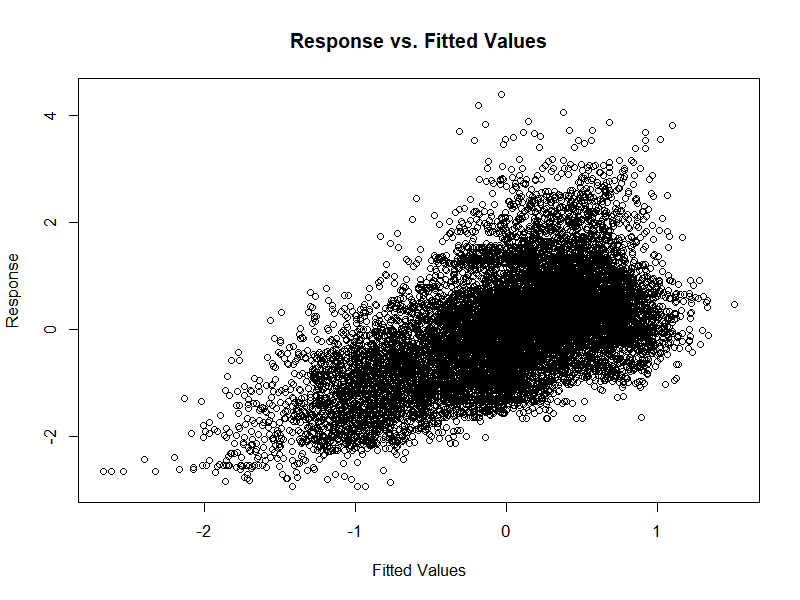 Response vs. Fitted Values
4
2
0
-2
Response
-2 -1 0 1
Fitted Values